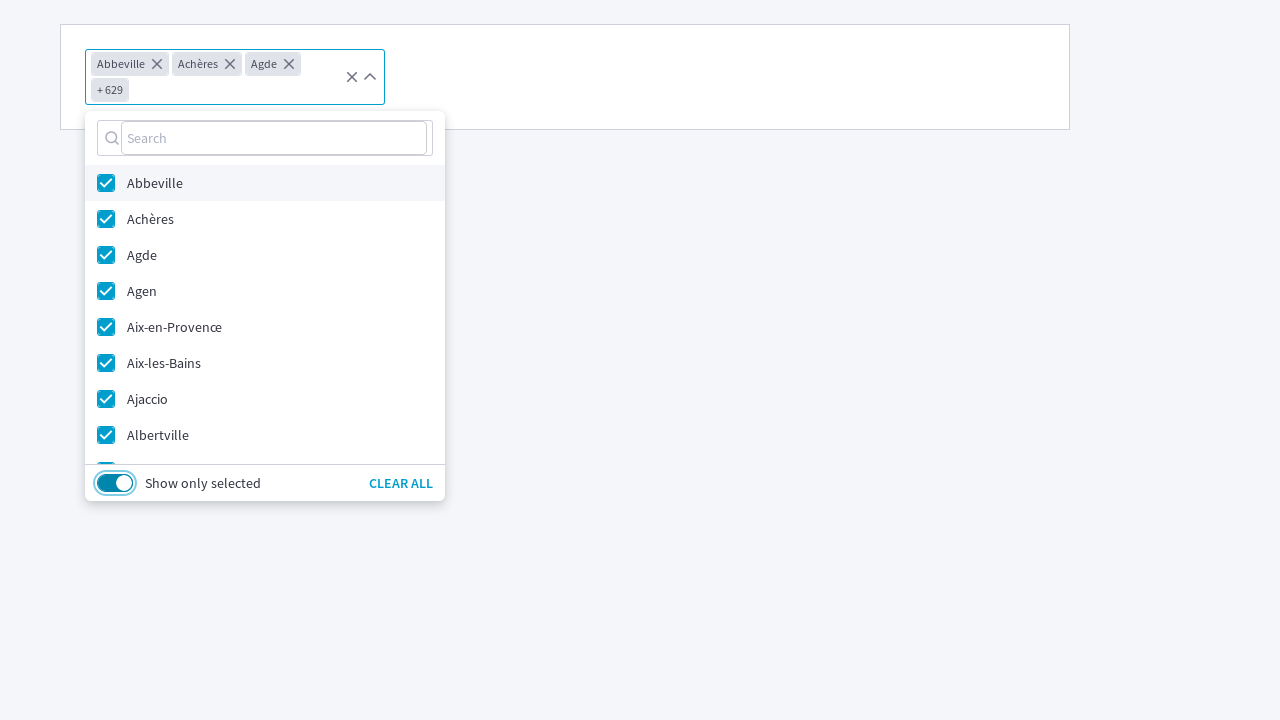 Abbeville Achères Agde
+ 629
Search
Abbeville
Achères
Agde
Agen
Aix-en-Provence
Aix-les-Bains
Ajaccio
Albertville
Show only selected CLEAR ALL